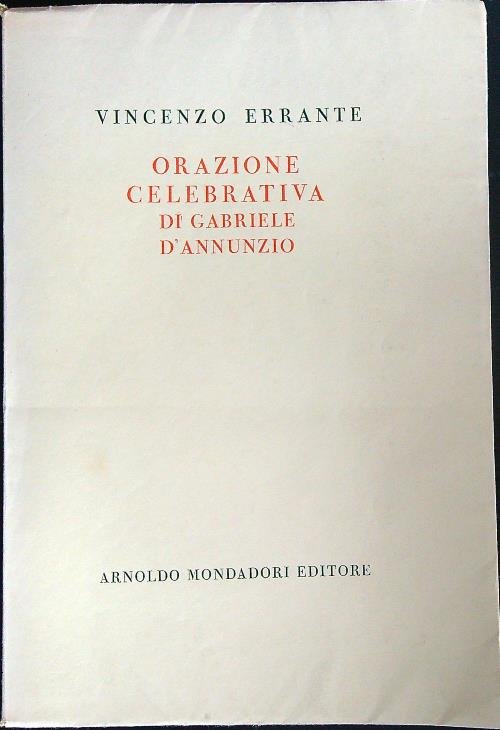 VINCENZO ERRANTE
ORAZIONE
CELEBRATIVA
DI GABRIELE
D'ANNUNZIO
ARNOLDO MONDADORI EDITORE